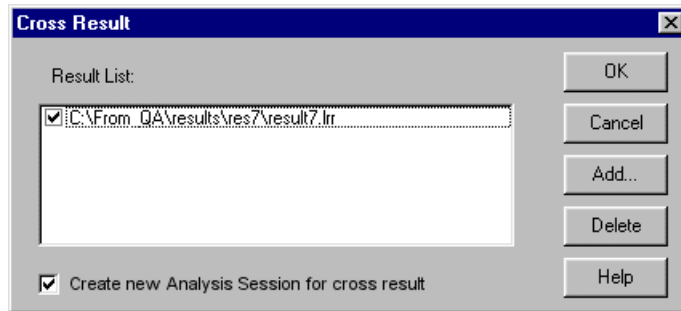 Cross Result
Result List:
C:\From_QA\results\res7\result7.lrr
Create new Analysis Session for cross result
OK
Cancel
Add...
Delete
Help